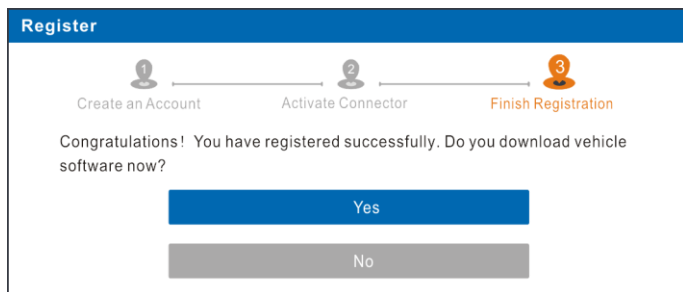 Register
1 2 3
Create an Account Activate Connector Finish Registration
Congratulations! You have registered successfully. Do you download vehicle
software now?
Yes
No